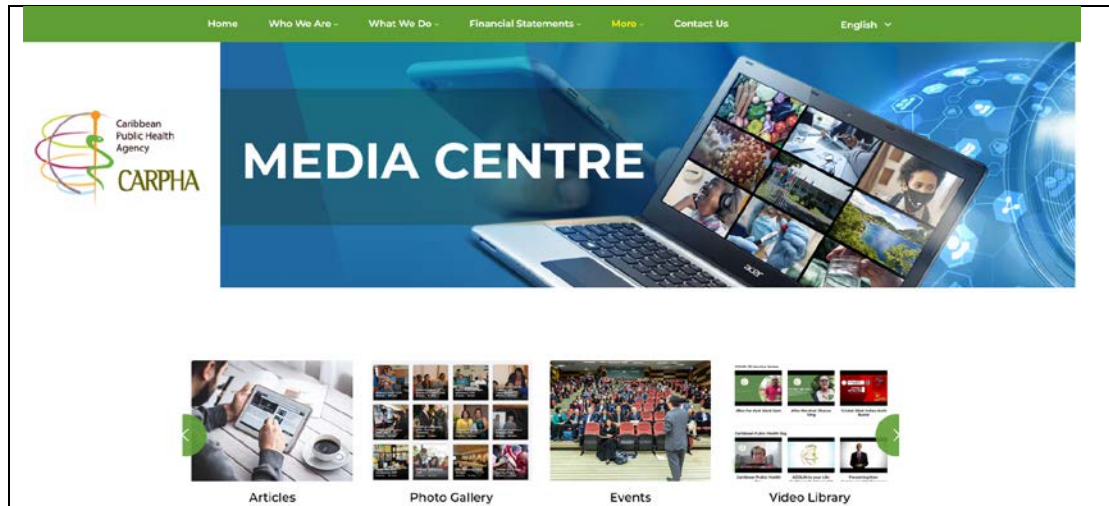 Home Who We Are Whαt We Do Financial Statements More Contact Us English
Caribbean
Public Health
Agency
CARPHA
MEDIA CENTRE
acer
Articles Photo Gallery Events Video Library